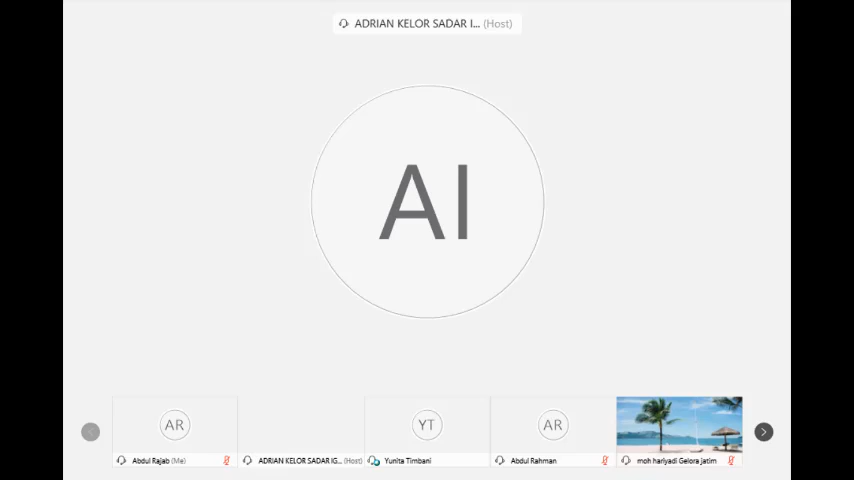 ADRIAN KELOR SADAR I... (Host)
AI
AR
YT
AR
Abdul Rajab (Me)
ADRIAN KELOR SADAR IG... (Host)
Yunita Timbani
Abdul Rahman
moh hariyadi Gelora jatim